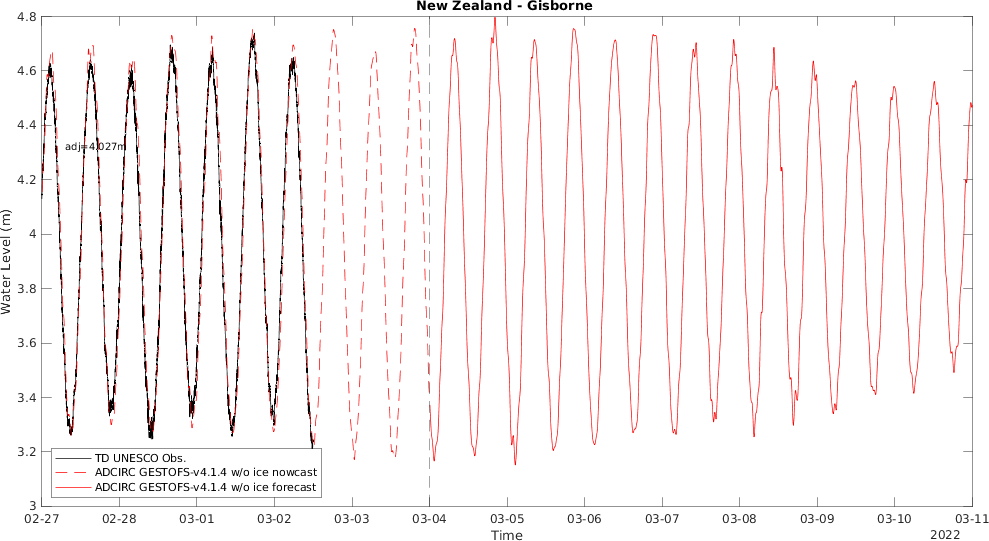 New Zealand - Gisborne
4.8
4.6
4.4
4.2
4
3.8
3.6
3.4
3.2
3
Water Level (m)
adj=4.027m
TD UNESCO Obs.
ADCIRC GESTOFS-v4.1.4 w/o ice nowcast
ADCIRC GESTOFS-v4.1.4 w/o ice forecast
02-27 02-28 03-01 03-02 03-03 03-04 03-05 03-06 03-07 03-08 03-09 03-10 03-11
Time
2022